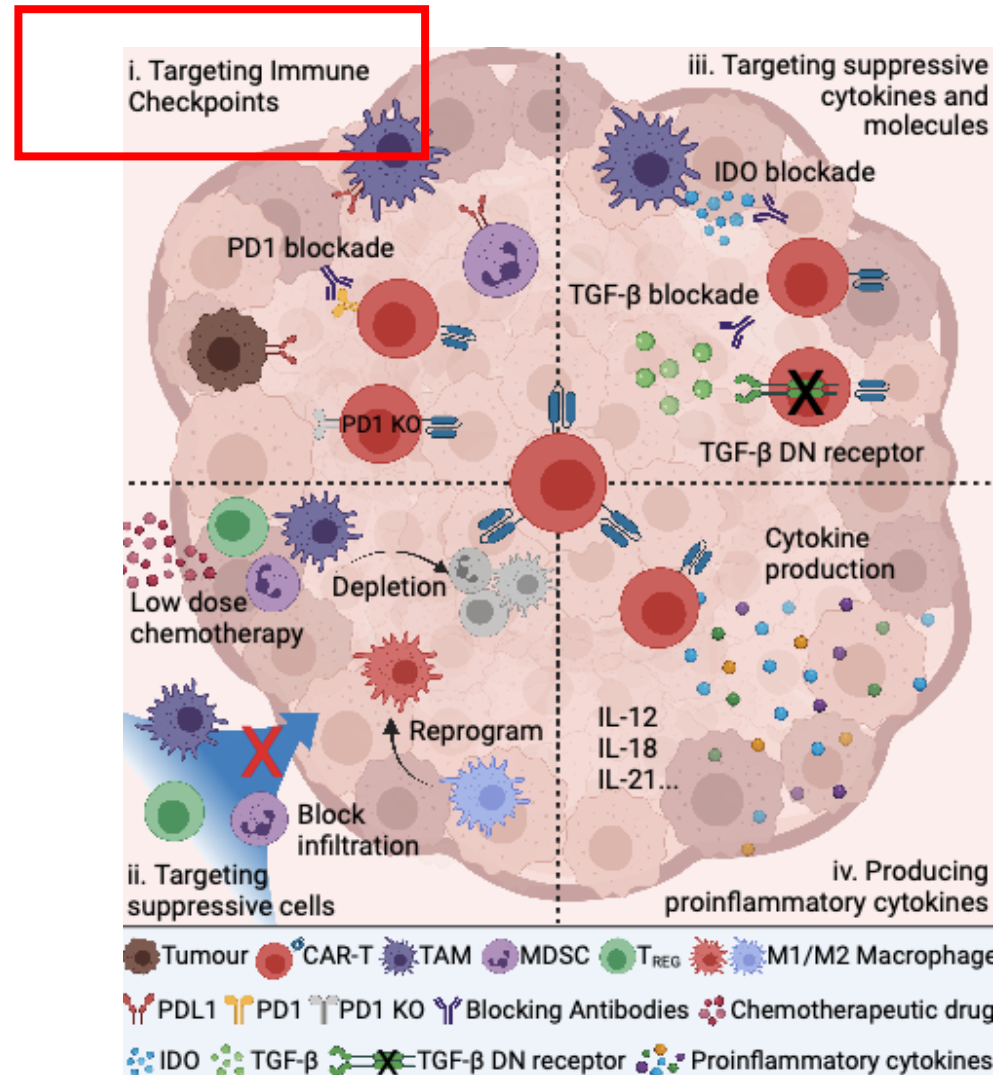 i. Targeting Immune
Checkpoints
PD1 blockade
PD1 KO
iii. Targeting suppressive
cytokines and
molecules
IDO blockade
TGF-β blockade
TGF-β DN receptor
Low dose
chemotherapy
Depletion
Reprogram
X
Block
infiltration
ii. Targeting
suppressive cells
Cytokine
production
IL-12
IL-18
IL-21...
iv. Producing
proinflammatory cytokines
Tumour CAR-T TAM MDSC TREG M1/M2 Macrophage
PDL1 PD1 PD1 KO Blocking Antibodies Chemotherapeutic drug
IDO TGF-β TGF-β DN receptor Proinflammatory cytokines